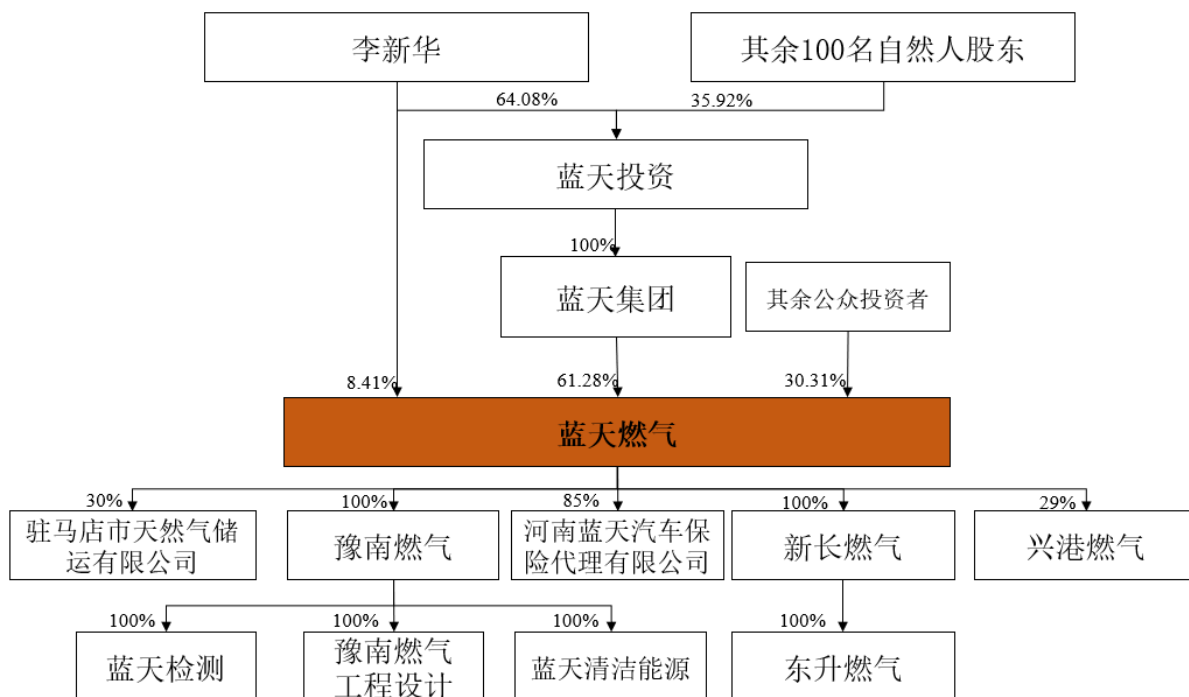 李新华
其余100名自然人股东
64.08%
35.92%
蓝天投资
100%
蓝天集团
其余公众投资者
8.41%
61.28%
30.31%
蓝天燃气
30%
100%
85%
100%
29%
驻马店市天然气储
运有限公司
豫南燃气
河南蓝天汽车保
险代理有限公司
新长燃气
兴港燃气
100%
100%
100%
100%
蓝天检测
豫南燃气
工程设计
蓝天清洁能源
东升燃气